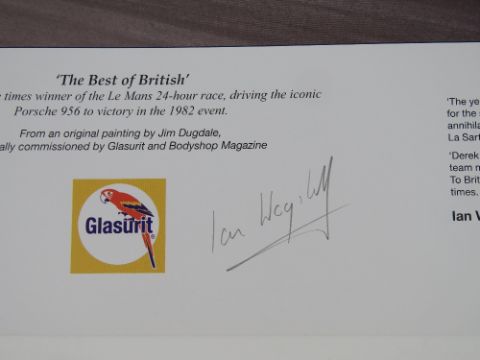 'The Best of British'
times winner of the Le Mans 24-hour race, driving the iconic
Porsche 956 to victory in the 1982 event.
From an original painting by Jim Dugdale,
ally commissioned by Glasurit and Bodyshop Magazine
Glasurit
Ian
'The ye
for the
annihila
La Sart
'Derek
team m
To Brit
times.
Ian W